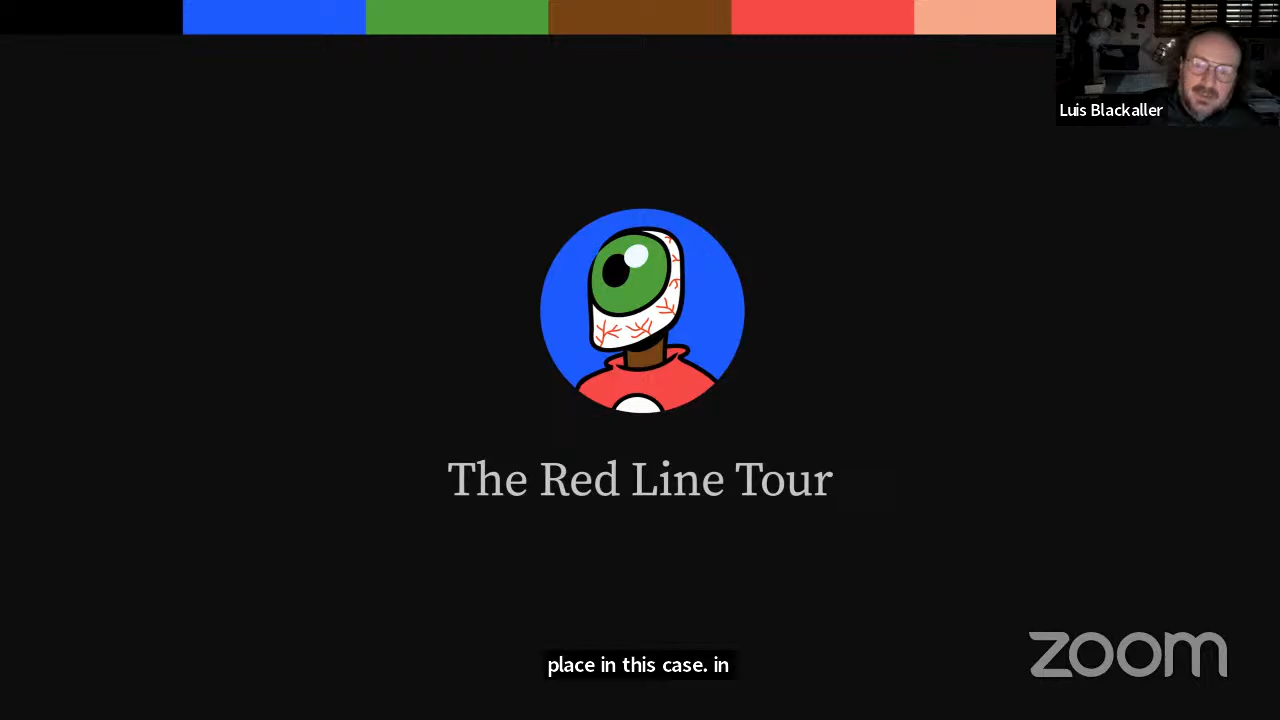 Luis Blackaller
The Red Line Tour
place in this case. in
zoom